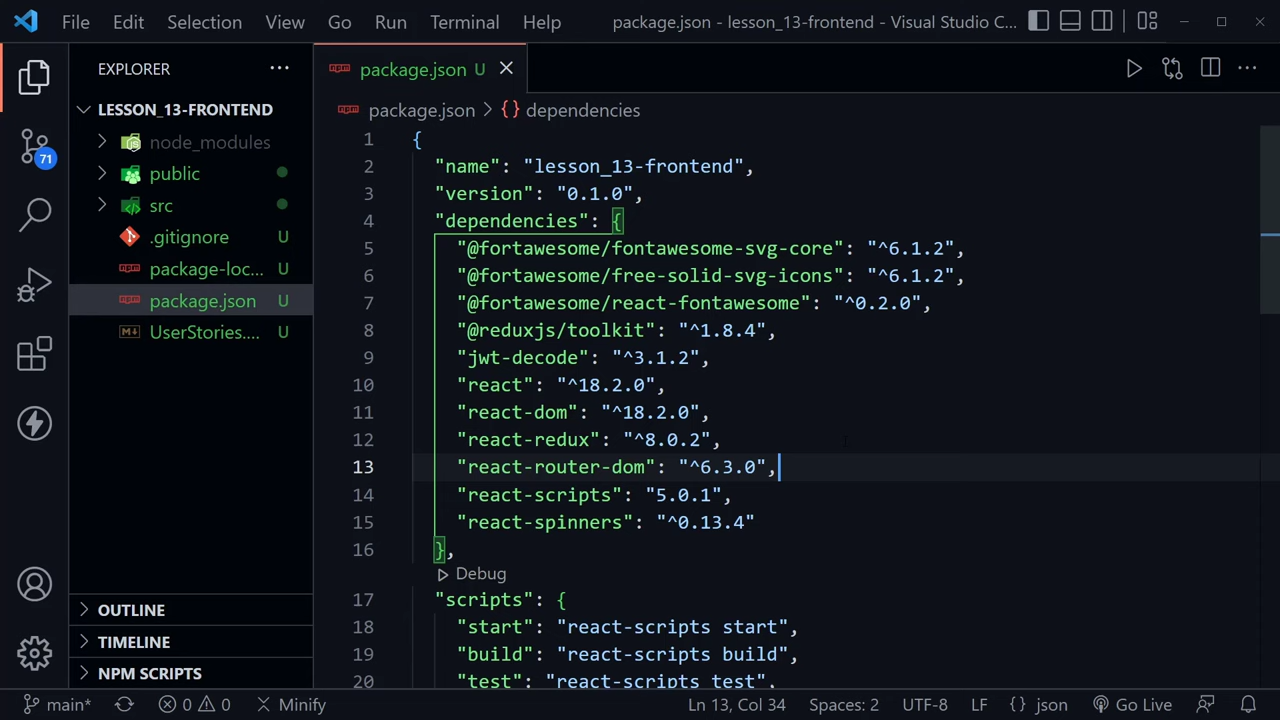 File Edit Selection View Go Run Terminal Help package.json - lesson_13-frontend - Visual Studio C...
EXPLORER
LESSON_13-FRONTEND
node_modules
public
src
.gitignore U
package-loc... U
package.json U
UserStories.... U
71
OUTLINE
TIMELINE
NPM SCRIPTS
package.json U
package.json > {} dependencies
1 {
2 "name": "lesson_13-frontend",
3 "version": "0.1.0",
4 "dependencies": {
5 "@fortawesome/fontawesome-svg-core": "^6.1.2",
6 "@fortawesome/free-solid-svg-icons": "^6.1.2",
7 "@fortawesome/react-fontawesome": "^0.2.0",
8 "@reduxjs/toolkit": "^1.8.4",
9 "jwt-decode": "^3.1.2",
10 "react": "^18.2.0",
11 "react-dom": "^18.2.0",
12 "react-redux": "^8.0.2",
13 "react-router-dom": "^6.3.0",
14 "react-scripts": "5.0.1",
15 "react-spinners": "^0.13.4"
16 },
Debug
17 "scripts": {
18 "start": "react-scripts start",
19 "build": "react-scripts build",
20 "test": "react-scripts test",
main* 0 0 Minify Ln 13, Col 34 Spaces: 2 UTF-8 LF {} json Go Live